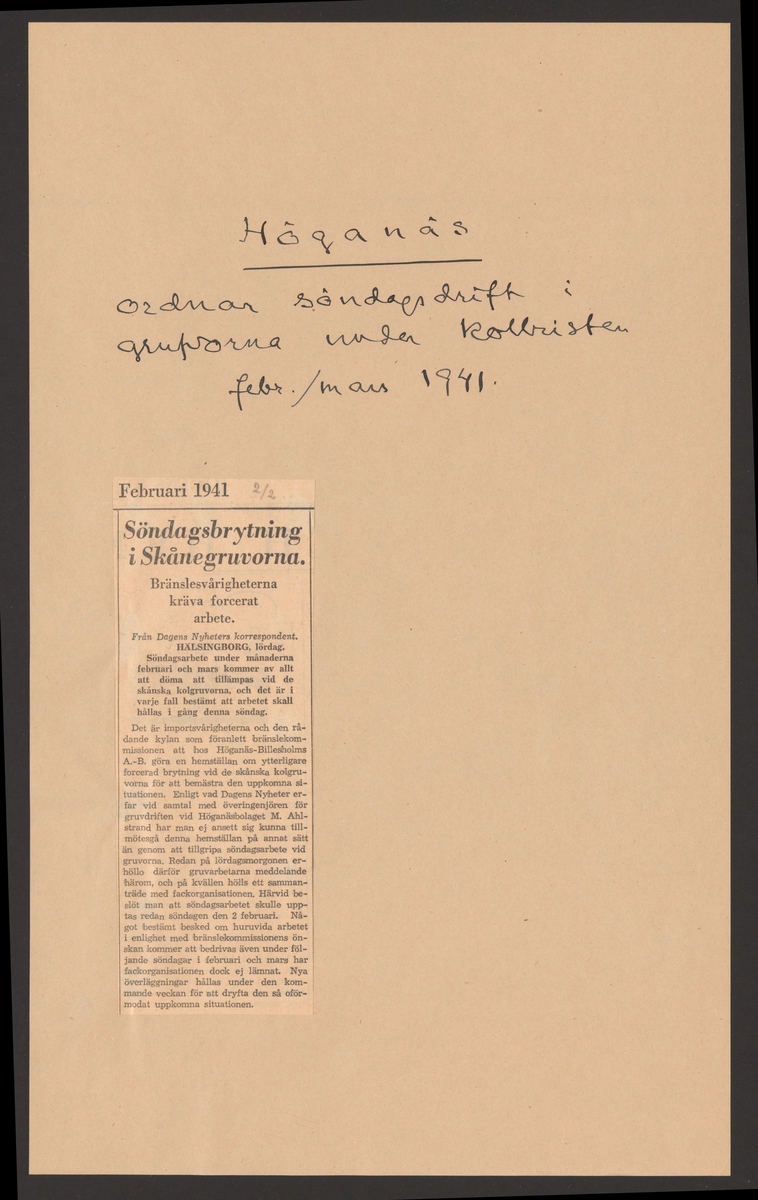 Höganäs
ordnar söndagsdrift i
gruvorna under kolbristen
febr./mars 1941.
Februari 1941 2/2
Söndagsbrytning
i Skånegruvorna.
Bränslesvårigheterna
kräva forcerat
arbete.
Från Dagens Nyheters korrespondent.
HÄLSINGBORG, lördag.
Söndagsarbete under månaderna
februari och mars kommer av allt
att döma att tillämpas vid de
skånska kolgruvorna, och det är i
varje fall bestämt att arbetet skall
hållas i gång denna söndag.
Det är importsvårigheterna och den rå-
dande kylan som föranlett bränslekom-
missionen att hos Höganäs-Billesholms
A.-B. göra en hemställan om ytterligare
forcerad brytning vid de skånska kolgru-
vorna för att bemästra den uppkomna si-
tuationen. Enligt vad Dagens Nyheter er-
far vid samtal med överingenjören för
gruvdriften vid Höganäsbolaget M. Ahl-
strand har man ej ansett sig kunna till-
mötesgå denna hemställan på annat sätt
än genom att tillgripa söndagsarbete vid
gruvorna. Redan på lördagsmorgonen er-
höllo därför gruvarbetarna meddelande
härom, och på kvällen hölls ett samman-
träde med fackorganisationen. Härvid be-
slöt man att söndagsarbetet skulle upp-
tas redan söndagen den 2 februari. Nå-
got bestämt besked om huruvida arbetet
i enlighet med bränslekommissionens ön-
skan kommer att bedrivas även under föl-
jande söndagar i februari och mars har
fackorganisationen dock ej lämnat. Nya
överläggningar hållas under den kom-
mande veckan för att dryfta den så oför-
modat uppkomna situationen.